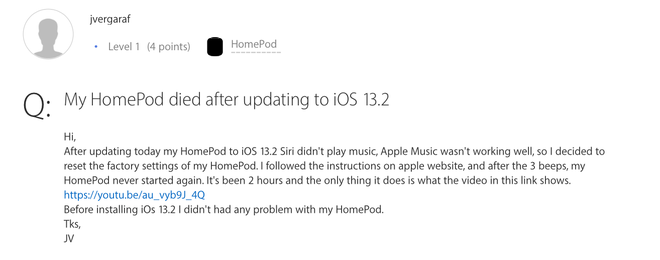 jvergaraf
• Level 1 (4 points) HomePod
Q: My HomePod died after updating to iOS 13.2
Hi,
After updating today my HomePod to iOS 13.2 Siri didn't play music, Apple Music wasn't working well, so I decided to
reset the factory settings of my HomePod. I followed the instructions on apple website, and after the 3 beeps, my
HomePod never started again. It's been 2 hours and the only thing it does is what the video in this link shows.
https://youtu.be/au_vyb9J_4Q
Before installing iOs 13.2 I didn't had any problem with my HomePod.
Tks,
JV